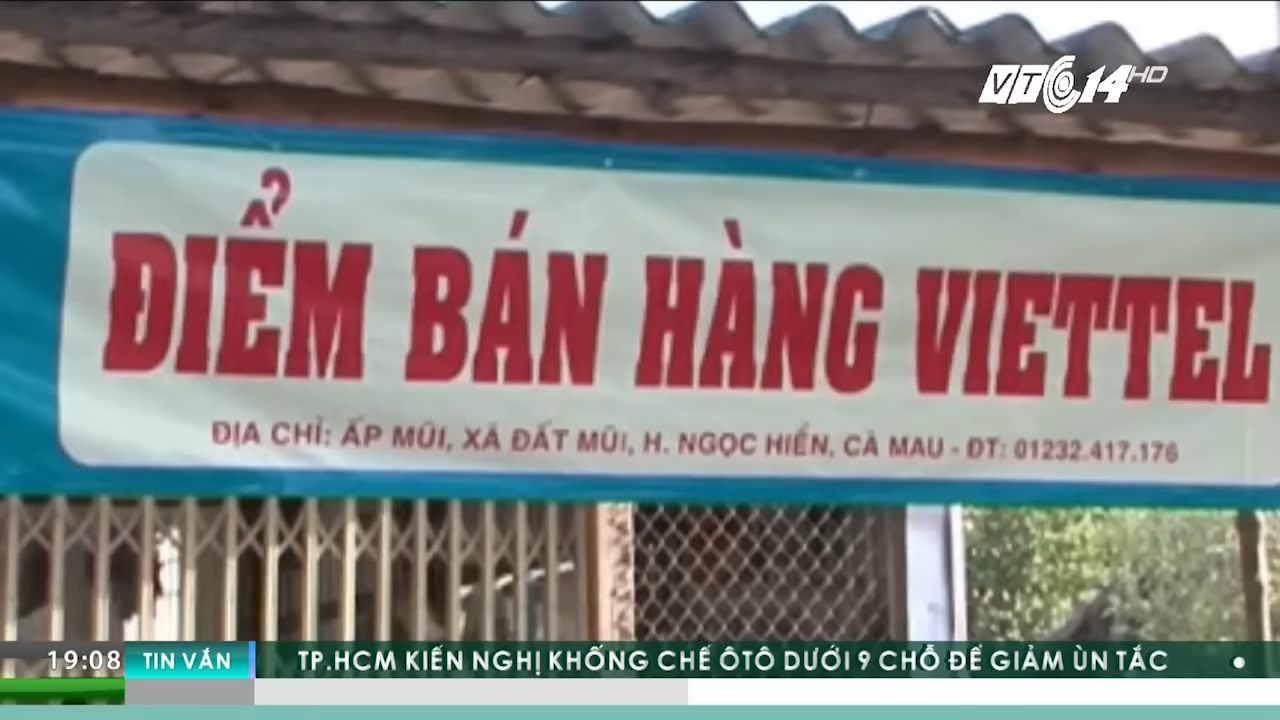 VTC14 HD
ĐIỂM BÁN HÀNG VIETTEL
ĐỊA CHỈ: ẤP MŨI, XÃ ĐẤT MŨI, H. NGỌC HIỂN, CÀ MAU - ĐT: 01232.417.176
19:08 TIN VẮN TP.HCM KIẾN NGHỊ KHỐNG CHẾ ÔTÔ DƯỚI 9 CHỖ ĐỂ GIẢM ÙN TẮC